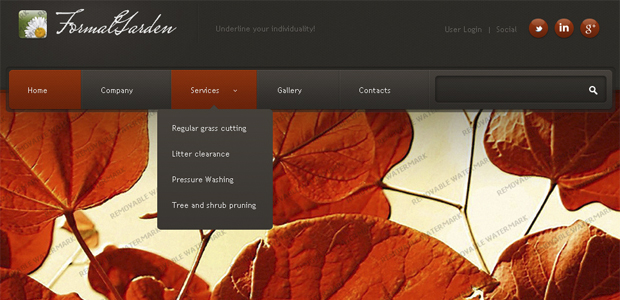 FormalGarden
Underline your individuality!
User Login | Social
Home Company Services Gallery Contacts
Regular grass cutting
Litter clearance
Pressure Washing
Tree and shrub pruning
REMOVABLE WATERMARK
REMOVABLE WATERMARK
REMOVABLE WATERMARK
REMOVABLE WATERMARK
REMOVABLE WATERMARK